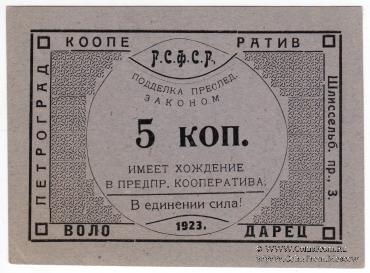 КООПЕ РАТИВ
Р.С.Ф.С.Р.
ПОДДЕЛКА ПРЕСЛЕД.
ЗАКОНОМ
ПЕТРОГРАД
Шлиссельб. пр., 3.
5 КОП.
ИМЕЕТ ХОЖДЕНИЕ
В ПРЕДПР. КООПЕРАТИВА.
В единении сила!
ВОЛО 1923. ДАРЕЦ